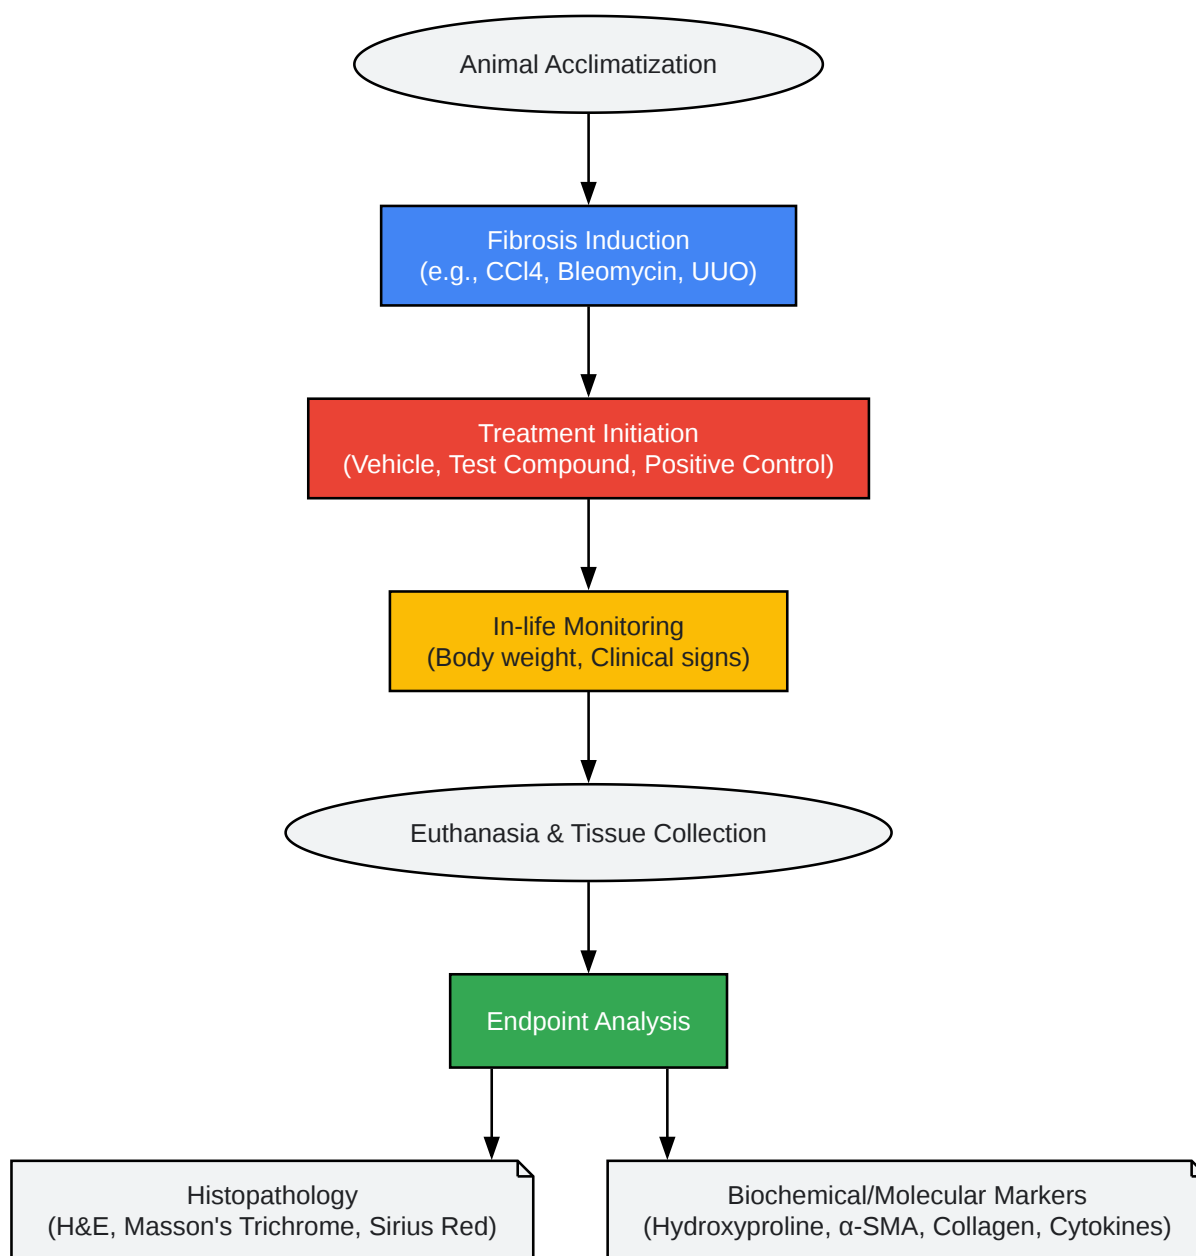 Animal Acclimatization
Fibrosis Induction
(e.g., CCl4, Bleomycin, UUO)
Treatment Initiation
(Vehicle, Test Compound, Positive Control)
In-life Monitoring
(Body weight, Clinical signs)
Euthanasia & Tissue Collection
Endpoint Analysis
Histopathology
(H&E, Masson's Trichrome, Sirius Red)
Biochemical/Molecular Markers
(Hydroxyproline, α-SMA, Collagen, Cytokines)